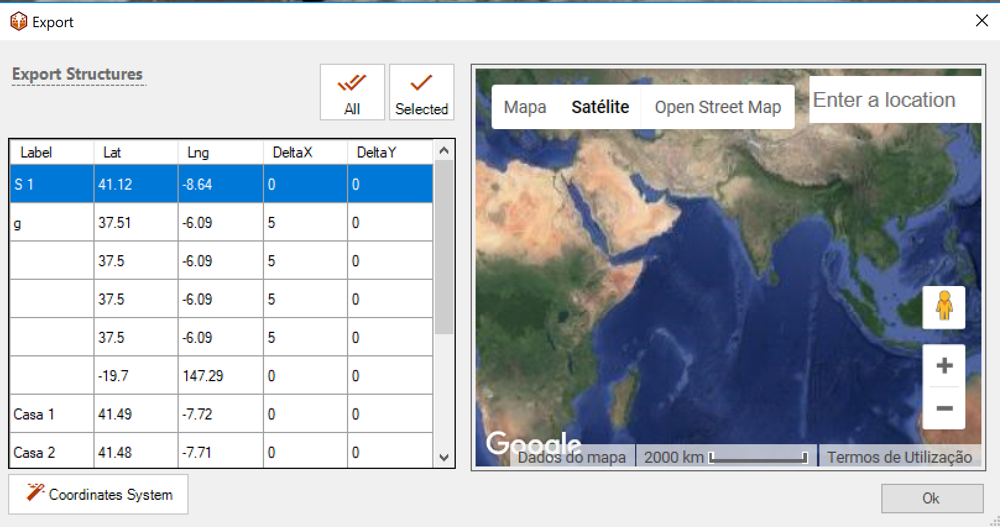 Export
Export Structures
All
Selected
Label Lat Lng DeltaX DeltaY
S 1 41.12 -8.64 0 0
g 37.51 -6.09 5 0
37.5 -6.09 5 0
37.5 -6.09 5 0
37.5 -6.09 5 0
-19.7 147.29 0 0
Casa 1 41.49 -7.72 0 0
Casa 2 41.48 -7.71 0 0
Coordinates System
Mapa Satélite Open Street Map
Enter a location
Google
Dados do mapa 2000 km Termos de Utilização
Ok